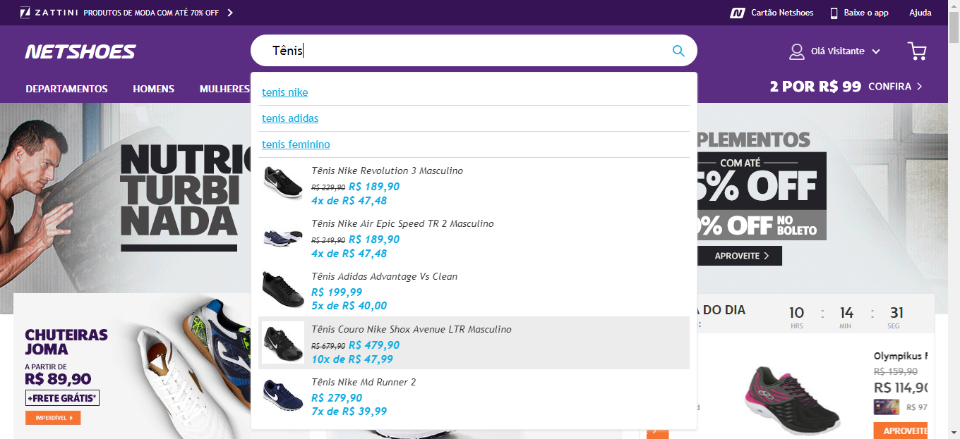 ZATTINI PRODUTOS DE MODA COM ATÉ 70% OFF
Cartão Netshoes
Baixe o app
Ajuda
NETSHOES
Tênis
Olá Visitante
DEPARTAMENTOS
HOMENS
MULHERES
2 POR R$ 99 CONFIRA
tenis nike
tenis adidas
tenis feminino
Tênis Nike Revolution 3 Masculino
R$ 229,90 R$ 189,90
4x de R$ 47,48
Tênis Nike Air Epic Speed TR 2 Masculino
R$ 349,90 R$ 189,90
4x de R$ 47,48
Tênis Adidas Advantage Vs Clean
R$ 199,99
5x de R$ 40,00
Tênis Couro Nike Shox Avenue LTR Masculino
R$ 679,90 R$ 479,90
10x de R$ 47,99
Tênis Nike Md Runner 2
R$ 279,90
7x de R$ 39,99
NUTRIÇ
TURBI
NADA
PLEMENTOS
COM ATÉ
5% OFF
0% OFF NO BOLETO
APROVEITE
CHUTEIRAS
JOMA
A PARTIR DE
R$ 89,90
+FRETE GRÁTIS*
IMPERDÍVEL
A DO DIA
10 : 14 : 31
HRS MIN SEG
Olympikus F
R$ 159,90
R$ 114,90
R$ 97
APROVEITE